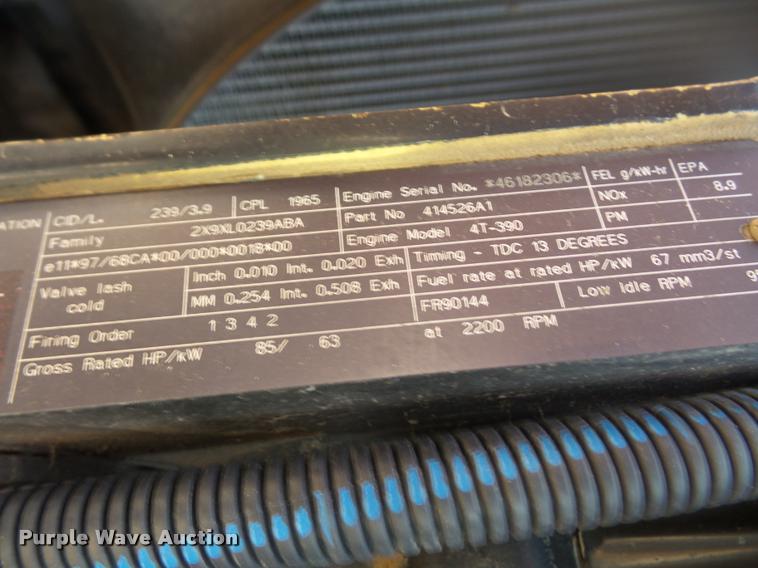 ATION CID/L. 239/3.9 CPL 1965 Engine Serial No. *46182306* FEL g/kW-hr EPA
Family 2X9XL0239ABA Part No 414526A1 NOx 8.9
e11*97/68CA*00/000*0018*00 Engine Model 4T-390 PM
Valve lash cold Inch 0.010 Int. 0.020 Exh Timing - TDC 13 DEGREES
MM 0.254 Int. 0.508 Exh Fuel rate at rated HP/kW 67 mm3/st
Firing Order 1 3 4 2 FR90144 Low Idle RPM
Gross Rated HP/kW 85/ 63 at 2200 RPM
Purple Wave Auction